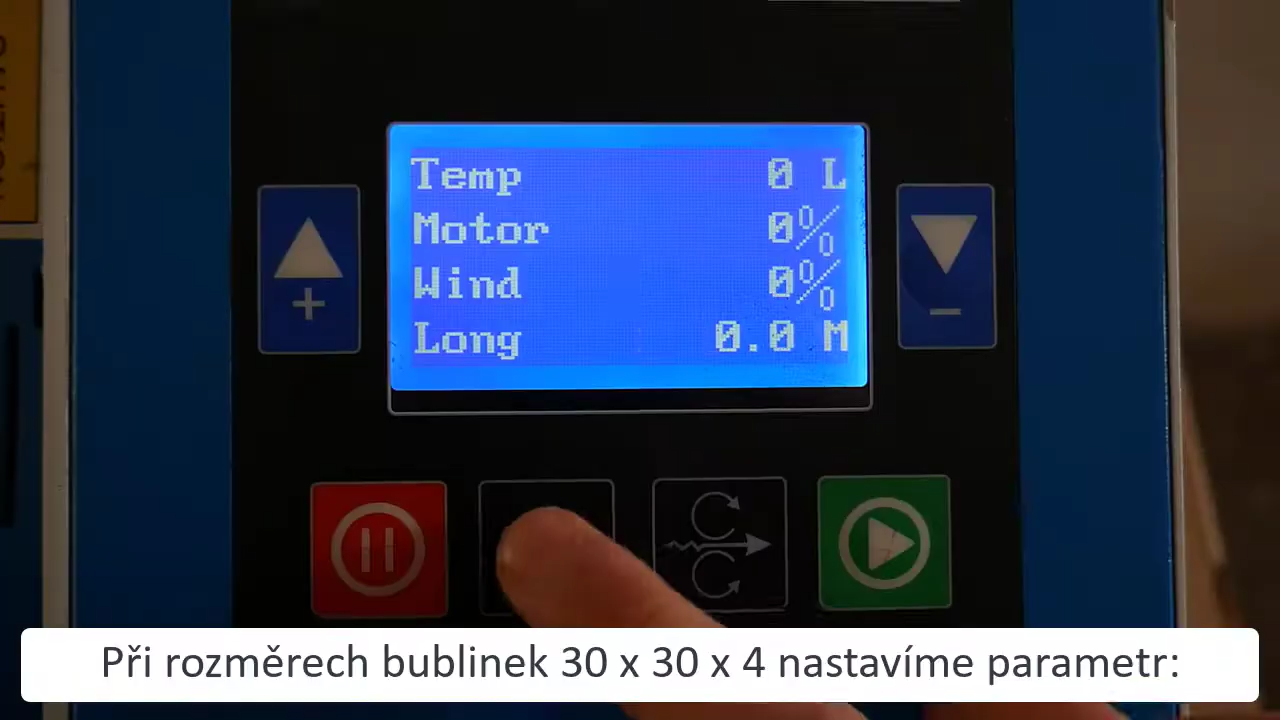 Temp 0 L
Motor 0%
Wind 0%
Long 0.0 M
+
−
Při rozměrech bublinek 30 x 30 x 4 nastavíme parametr: